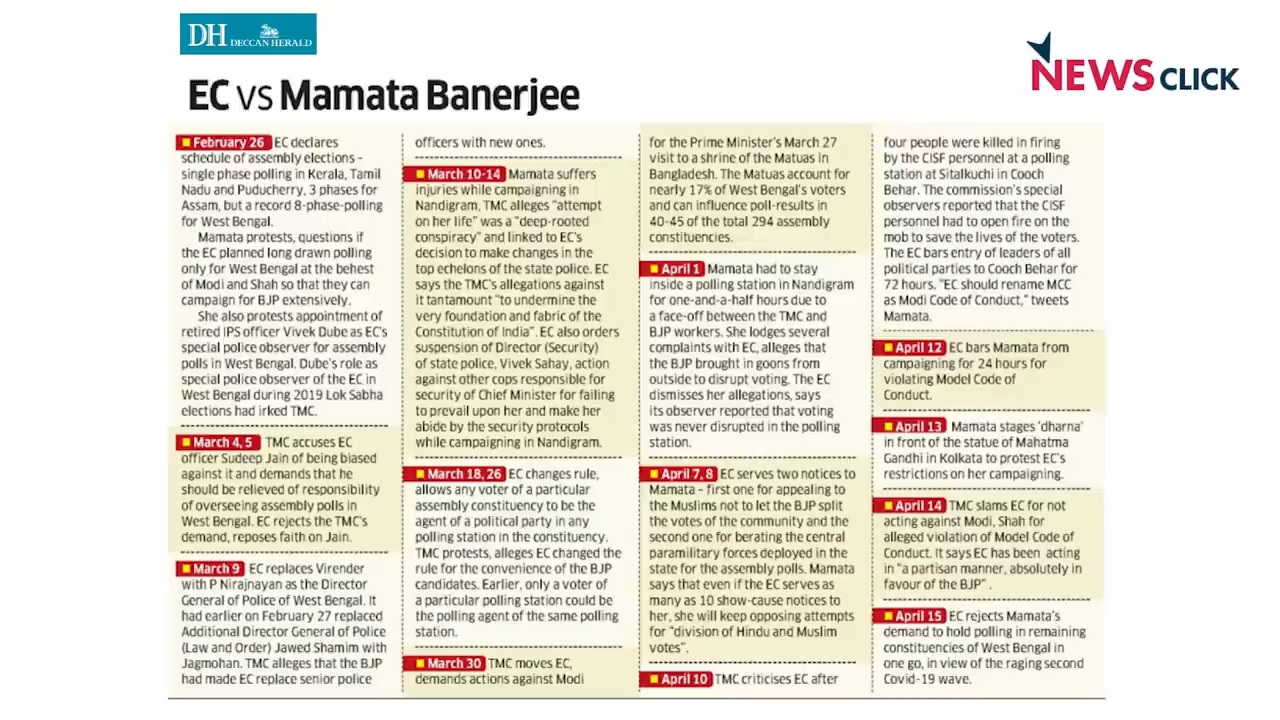 DH DECCAN HERALD
NEWS CLICK
EC vs Mamata Banerjee
February 26 EC declares
schedule of assembly elections –
single phase polling in Kerala, Tamil
Nadu and Puducherry, 3 phases for
Assam, but a record 8-phase-polling
for West Bengal.
Mamata protests, questions if
the EC planned long drawn polling
only for West Bengal at the behest
of Modi and Shah so that they can
campaign for BJP extensively.
She also protests appointment of
retired IPS officer Vivek Dube as EC's
special police observer for assembly
polls in West Bengal. Dube's role as
special police observer of the EC in
West Bengal during 2019 Lok Sabha
elections had irked TMC.
March 4, 5 TMC accuses EC
officer Sudeep Jain of being biased
against it and demands that he
should be relieved of responsibility
of overseeing assembly polls in
West Bengal. EC rejects the TMC's
demand, reposes faith on Jain.
March 9 EC replaces Virender
with P Nirajnayan as the Director
General of Police of West Bengal. It
had earlier on February 27 replaced
Additional Director General of Police
(Law and Order) Jawed Shamim with
Jagmohan. TMC alleges that the BJP
had made EC replace senior police
officers with new ones.
March 10-14 Mamata suffers
injuries while campaigning in
Nandigram, TMC alleges "attempt
on her life" was a "deep-rooted
conspiracy" and linked to EC's
decision to make changes in the
top echelons of the state police. EC
says the TMC's allegations against
it tantamount "to undermine the
very foundation and fabric of the
Constitution of India". EC also orders
suspension of Director (Security)
of state police, Vivek Sahay, action
against other cops responsible for
security of Chief Minister for failing
to prevail upon her and make her
abide by the security protocols
while campaigning in Nandigram.
March 18, 26 EC changes rule,
allows any voter of a particular
assembly constituency to be the
agent of a political party in any
polling station in the constituency.
TMC protests, alleges EC changed the
rule for the convenience of the BJP
candidates. Earlier, only a voter of
a particular polling station could be
the polling agent of the same polling
station.
March 30 TMC moves EC,
demands actions against Modi
for the Prime Minister's March 27
visit to a shrine of the Matuas in
Bangladesh. The Matuas account for
nearly 17% of West Bengal's voters
and can influence poll-results in
40-45 of the total 294 assembly
constituencies.
April 1 Mamata had to stay
inside a polling station in Nandigram
for one-and-a-half hours due to
a face-off between the TMC and
BJP workers. She lodges several
complaints with EC, alleges that
the BJP brought in goons from
outside to disrupt voting. The EC
dismisses her allegations, says
its observer reported that voting
was never disrupted in the polling
station.
April 7, 8 EC serves two notices to
Mamata – first one for appealing to
the Muslims not to let the BJP split
the votes of the community and the
second one for berating the central
paramilitary forces deployed in the
state for the assembly polls. Mamata
says that even if the EC serves as
many as 10 show-cause notices to
her, she will keep opposing attempts
for "division of Hindu and Muslim
votes".
April 10 TMC criticises EC after
four people were killed in firing
by the CISF personnel at a polling
station at Sitalkuchi in Cooch
Behar. The commission's special
observers reported that the CISF
personnel had to open fire on the
mob to save the lives of the voters.
The EC bars entry of leaders of all
political parties to Cooch Behar for
72 hours. "EC should rename MCC
as Modi Code of Conduct," tweets
Mamata.
April 12 EC bars Mamata from
campaigning for 24 hours for
violating Model Code of
Conduct.
April 13 Mamata stages 'dharna'
in front of the statue of Mahatma
Gandhi in Kolkata to protest EC's
restrictions on her campaigning.
April 14 TMC slams EC for not
acting against Modi, Shah for
alleged violation of Model Code of
Conduct. It says EC has been acting
in "a partisan manner, absolutely in
favour of the BJP" .
April 15 EC rejects Mamata's
demand to hold polling in remaining
constituencies of West Bengal in
one go, in view of the raging second
Covid-19 wave.